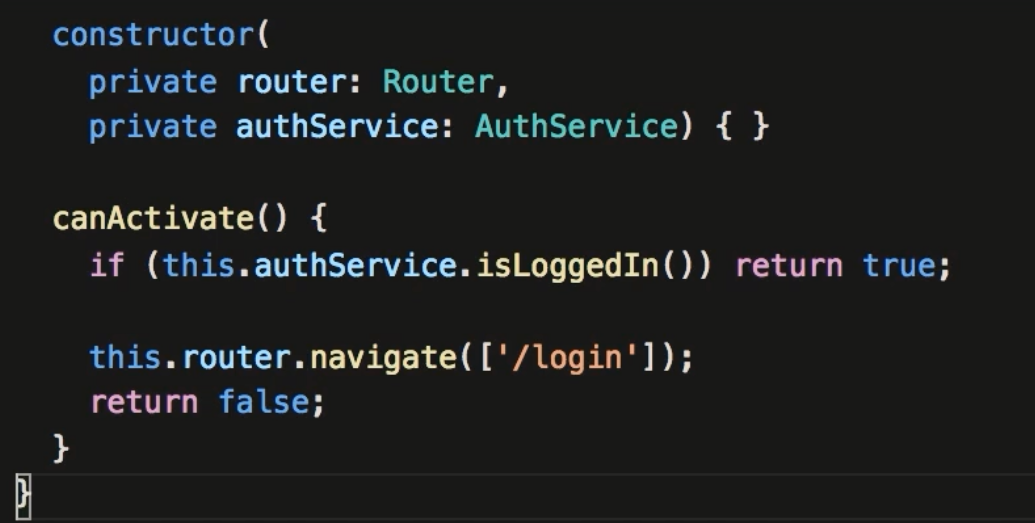 constructor(
private router: Router,
private authService: AuthService) { }
canActivate() {
if (this.authService.isLoggedIn()) return true;
this.router.navigate(['/login']);
return false;
}
}